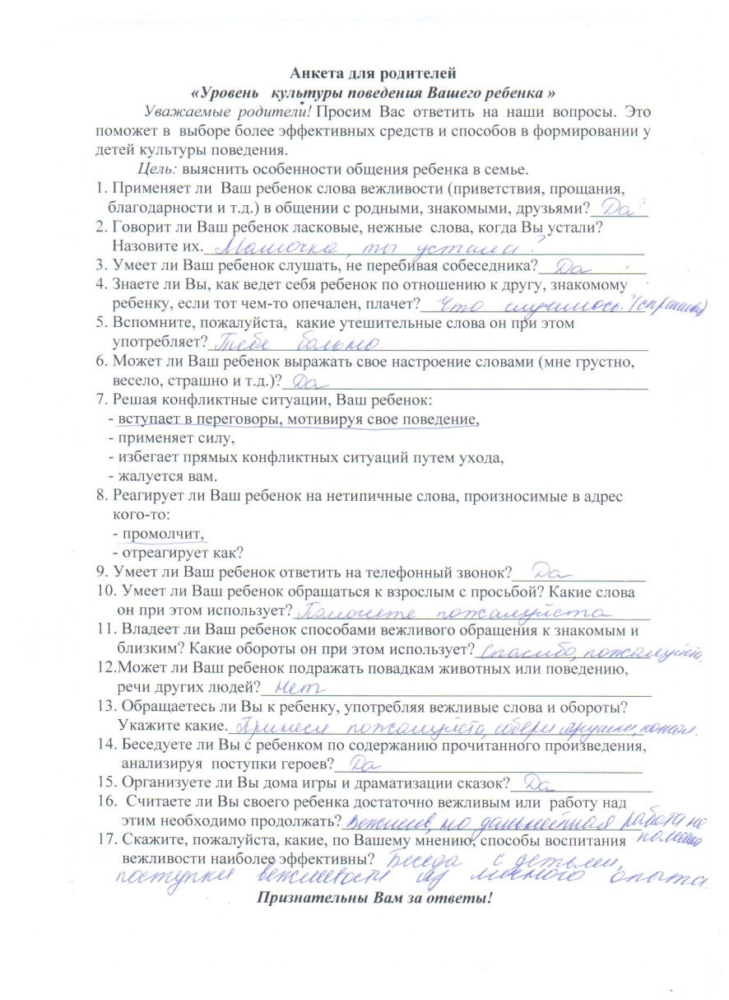 Анкета для родителей
«Уровень культуры поведения Вашего ребенка »
Уважаемые родители! Просим Вас ответить на наши вопросы. Это
поможет в выборе более эффективных средств и способов в формировании у
детей культуры поведения.
Цель: выяснить особенности общения ребенка в семье.
1. Применяет ли Ваш ребенок слова вежливости (приветствия, прощания,
благодарности и т.д.) в общении с родными, знакомыми, друзьями? Да
2. Говорит ли Ваш ребенок ласковые, нежные слова, когда Вы устали?
Назовите их. Мамочка, ты устала?
3. Умеет ли Ваш ребенок слушать, не перебивая собеседника? Да
4. Знаете ли Вы, как ведет себя ребенок по отношению к другу, знакомому
ребенку, если тот чем-то опечален, плачет? Что случилось?
5. Вспомните, пожалуйста, какие утешительные слова он при этом
употребляет? Тебе больно.
6. Может ли Ваш ребенок выражать свое настроение словами (мне грустно,
весело, страшно и т.д.)? Да
7. Решая конфликтные ситуации, Ваш ребенок:
- вступает в переговоры, мотивируя свое поведение,
- применяет силу,
- избегает прямых конфликтных ситуаций путем ухода,
- жалуется вам.
8. Реагирует ли Ваш ребенок на нетипичные слова, произносимые в адрес
кого-то:
- промолчит,
- отреагирует как?
9. Умеет ли Ваш ребенок ответить на телефонный звонок? Да
10. Умеет ли Ваш ребенок обращаться к взрослым с просьбой? Какие слова
он при этом использует? Помогите пожалуйста
11. Владеет ли Ваш ребенок способами вежливого обращения к знакомым и
близким? Какие обороты он при этом использует? Спасибо, пожалуйста.
12.Может ли Ваш ребенок подражать повадкам животных или поведению,
речи других людей? Нет
13. Обращаетесь ли Вы к ребенку, употребляя вежливые слова и обороты?
Укажите какие. Принеси пожалуйста, собери игрушки, пожал.
14. Беседуете ли Вы с ребенком по содержанию прочитанного произведения,
анализируя поступки героев? Да
15. Организуете ли Вы дома игры и драматизации сказок? Да
16. Считаете ли Вы своего ребенка достаточно вежливым или работу над
этим необходимо продолжать? Вежлив, но дальнейшая работа не
помешает
17. Скажите, пожалуйста, какие, по Вашему мнению, способы воспитания
вежливости наиболее эффективны? Беседа с детьми,
поступки вежливости из личного опыта.
Признательны Вам за ответы!